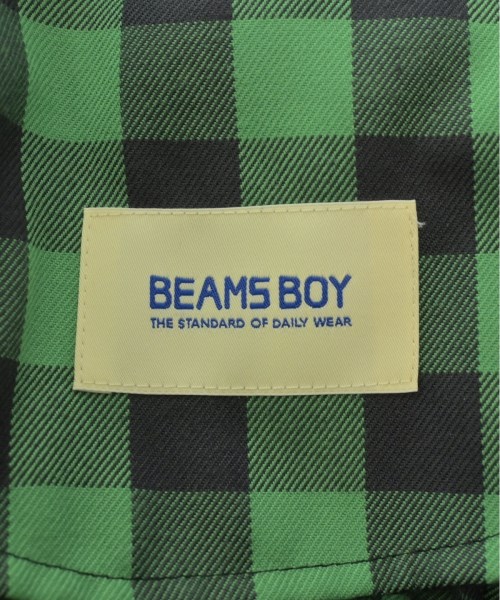 BEAMS BOY
THE STANDARD OF DAILY WEAR